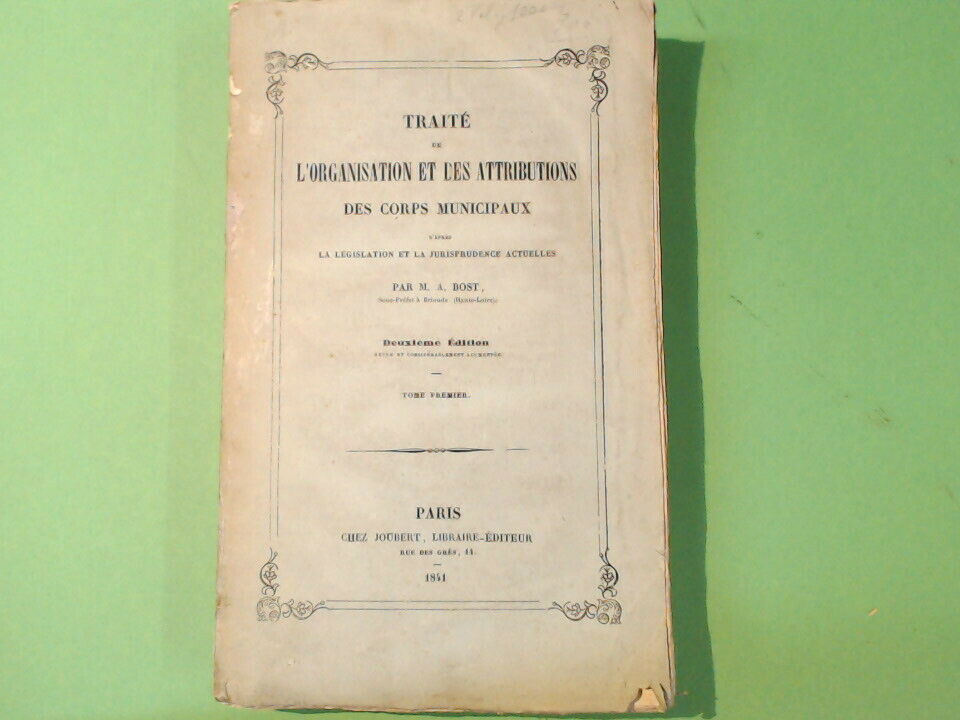 TRAITÉ
DE
L'ORGANISATION ET DES ATTRIBUTIONS
DES CORPS MUNICIPAUX
D'APRÈS
LA LÉGISLATION ET LA JURISPRUDENCE ACTUELLES
PAR M. A. BOST,
Sous-Préfet à Brioude (Haute-Loire).
Deuxième Édition
REVUE ET CONSIDÉRABLEMENT AUGMENTÉE
TOME PREMIER.
PARIS
CHEZ JOUBERT, LIBRAIRE-ÉDITEUR
RUE DES GRÈS, 14.
1841